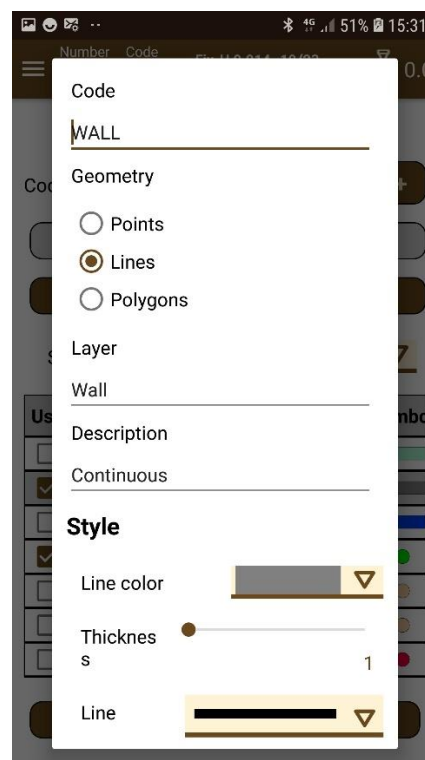 4G 51% 15:31
Number Code
Code
WALL
Geometry
Points
Lines
Polygons
Layer
Wall
Description
Continuous
Style
Line color
Thicknes
s
1
Line